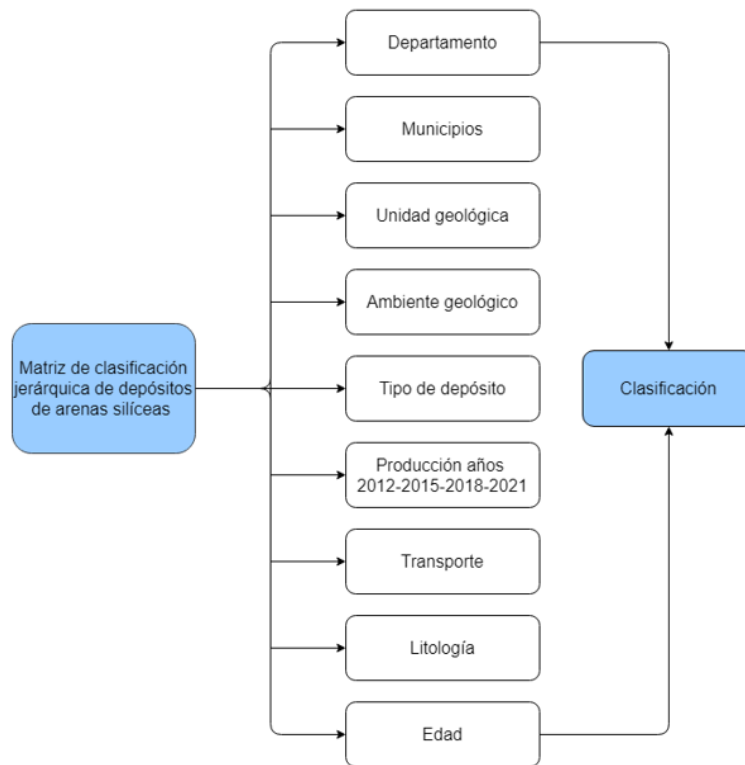 Departamento
Municipios
Unidad geológica
Ambiente geológico
Matriz de clasificación
jerárquica de depósitos
de arenas silíceas
Tipo de depósito
Clasificación
Producción años
2012-2015-2018-2021
Transporte
Litología
Edad